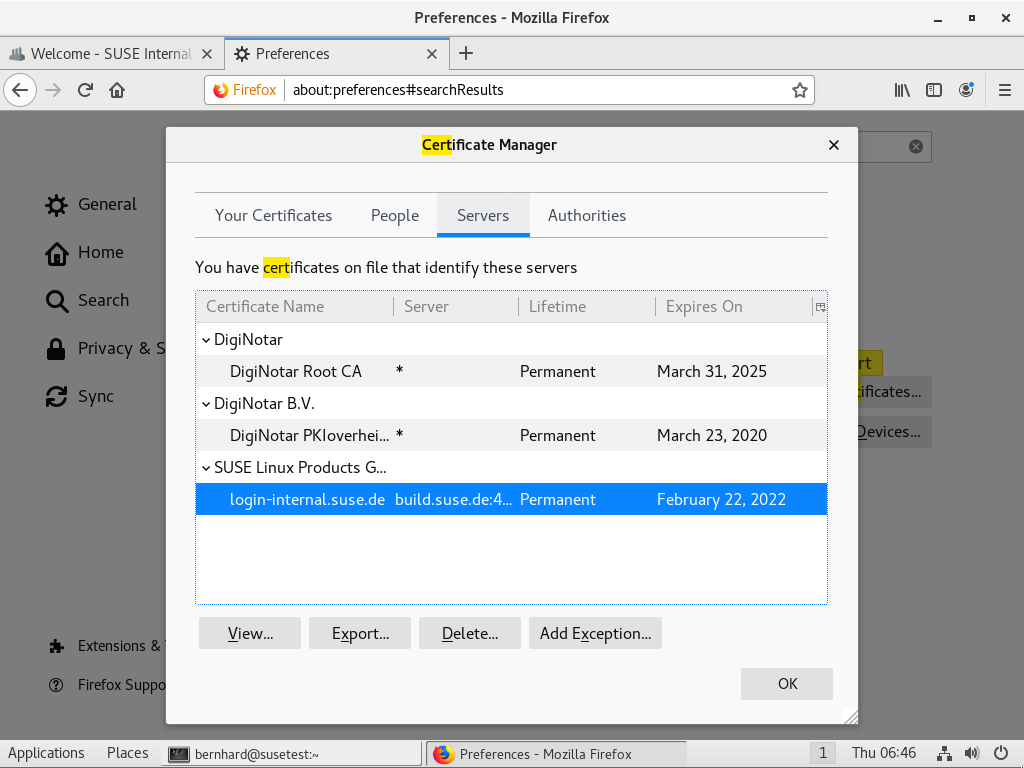 Preferences - Mozilla Firefox
Welcome - SUSE Internal
Preferences
Firefox
about:preferences#searchResults
Certificate Manager
General
Home
Search
Privacy & S
Sync
Extensions & T
Firefox Suppo
Your Certificates
People
Servers
Authorities
You have certificates on file that identify these servers
Certificate Name
Server
Lifetime
Expires On
DigiNotar
DigiNotar Root CA * Permanent March 31, 2025
DigiNotar B.V.
DigiNotar PKIoverhei... * Permanent March 23, 2020
SUSE Linux Products G...
login-internal.suse.de build.suse.de:4... Permanent February 22, 2022
rt
ificates...
Devices...
View...
Export...
Delete...
Add Exception...
OK
Applications
Places
bernhard@susetest:~
Preferences - Mozilla Firefox
1
Thu 06:46